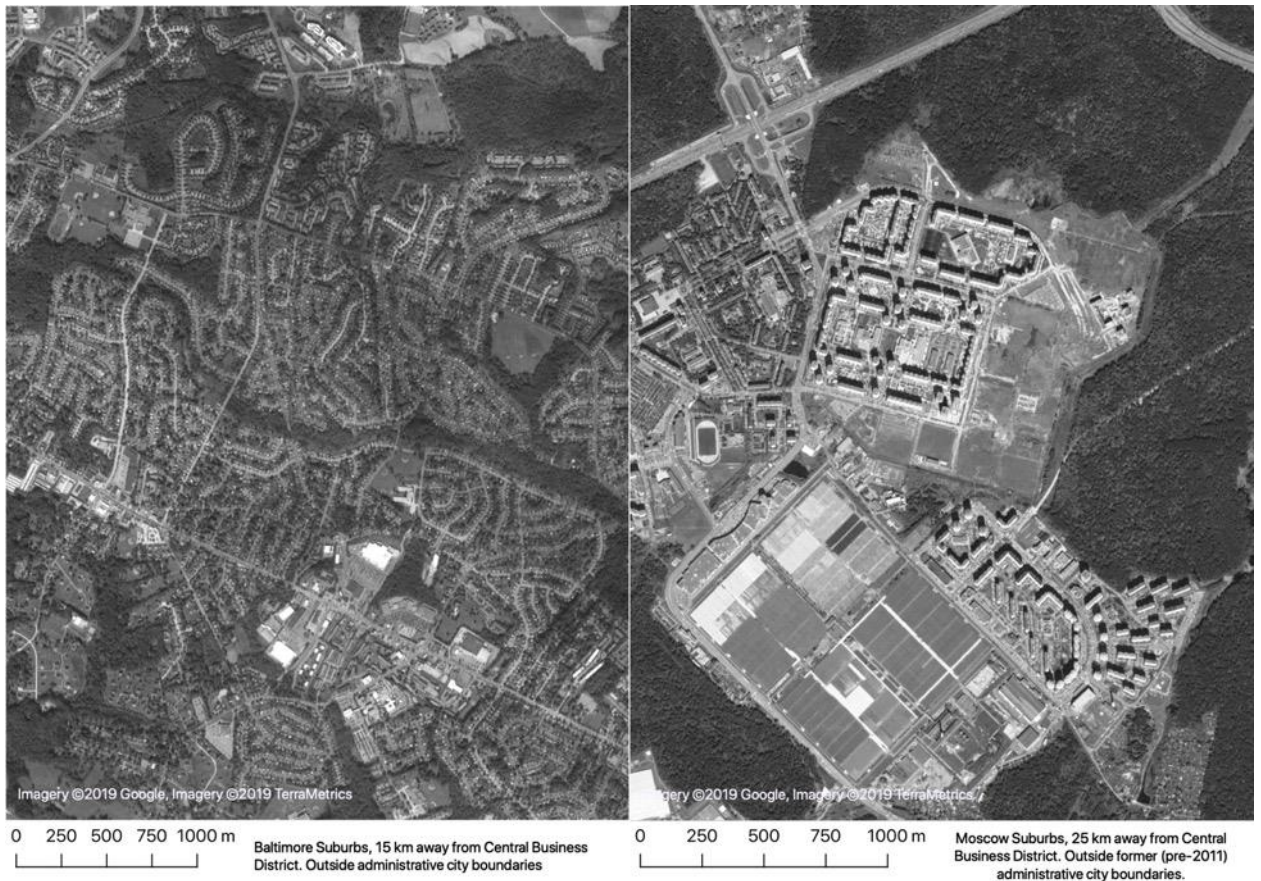 Imagery ©2019 Google, Imagery ©2019 TerraMetrics
Imagery ©2019 Google, Imagery ©2019 TerraMetrics
0 250 500 750 1000 m
Baltimore Suburbs, 15 km away from Central Business
District. Outside administrative city boundaries
0 250 500 750 1000 m
Moscow Suburbs, 25 km away from Central
Business District. Outside former (pre-2011)
administrative city boundaries.